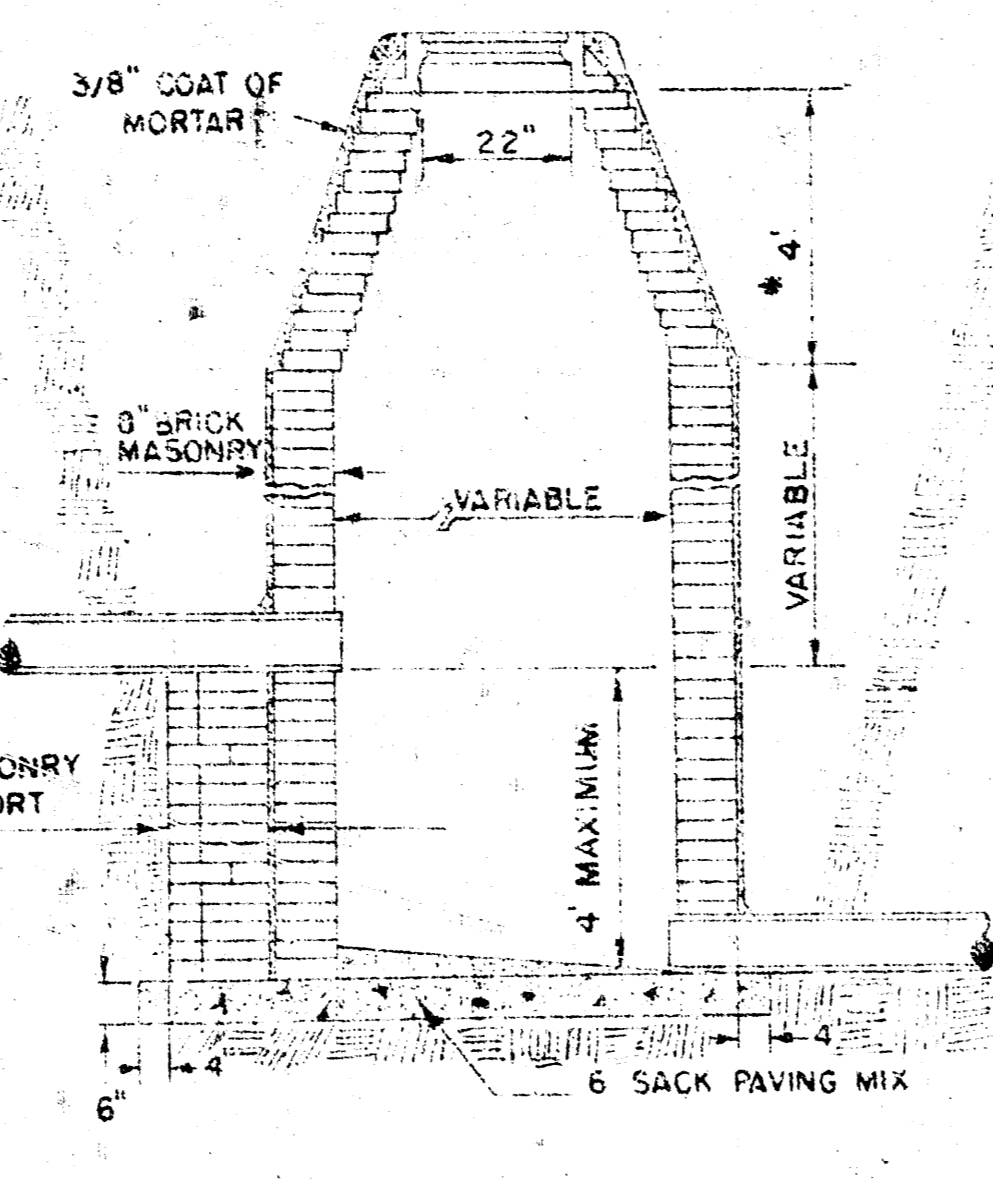 3/8" COAT OF
MORTAR
22"
* 4'
8" BRICK
MASONRY
VARIABLE
VARIABLE
ONRY
ORT
4' MAXIMUM
4
4
6"
6 SACK PAVING MIX